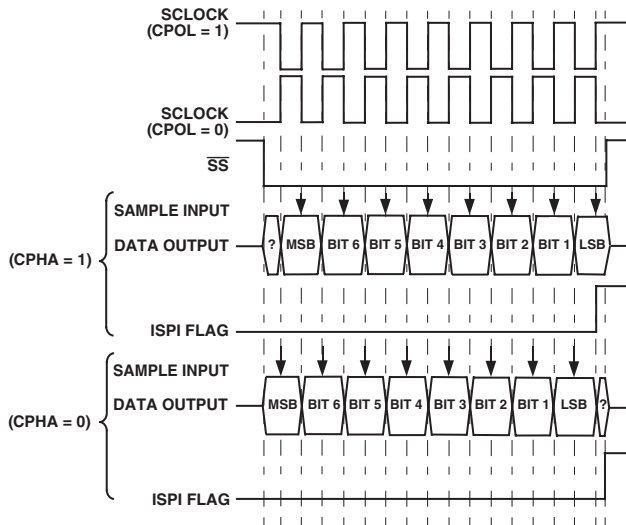 SCLOCK
(CPOL = 1)
SCLOCK
(CPOL = 0)
SS
SAMPLE INPUT
DATA OUTPUT
? MSB BIT 6 BIT 5 BIT 4 BIT 3 BIT 2 BIT 1 LSB
(CPHA = 1)
ISPI FLAG
SAMPLE INPUT
DATA OUTPUT
MSB BIT 6 BIT 5 BIT 4 BIT 3 BIT 2 BIT 1 LSB ?
(CPHA = 0)
ISPI FLAG